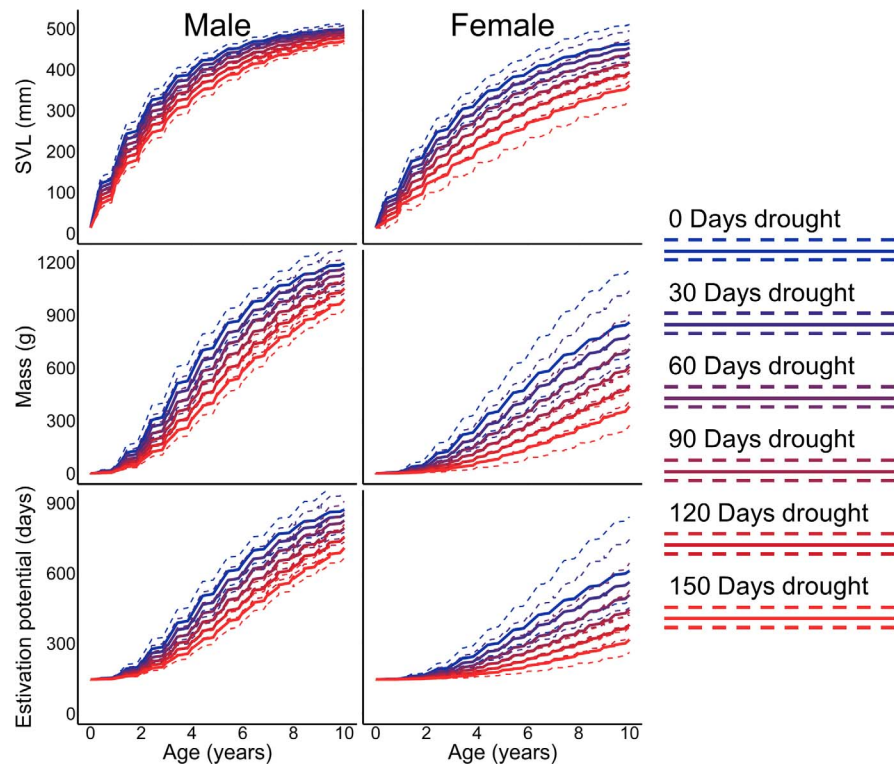 Male
Female
SVL (mm)
500
400
300
200
100
0
Mass (g)
1200
900
600
300
0
Estivation potential (days)
900
600
300
0
0 2 4 6 8 10
0 2 4 6 8 10
Age (years)
Age (years)
0 Days drought
30 Days drought
60 Days drought
90 Days drought
120 Days drought
150 Days drought